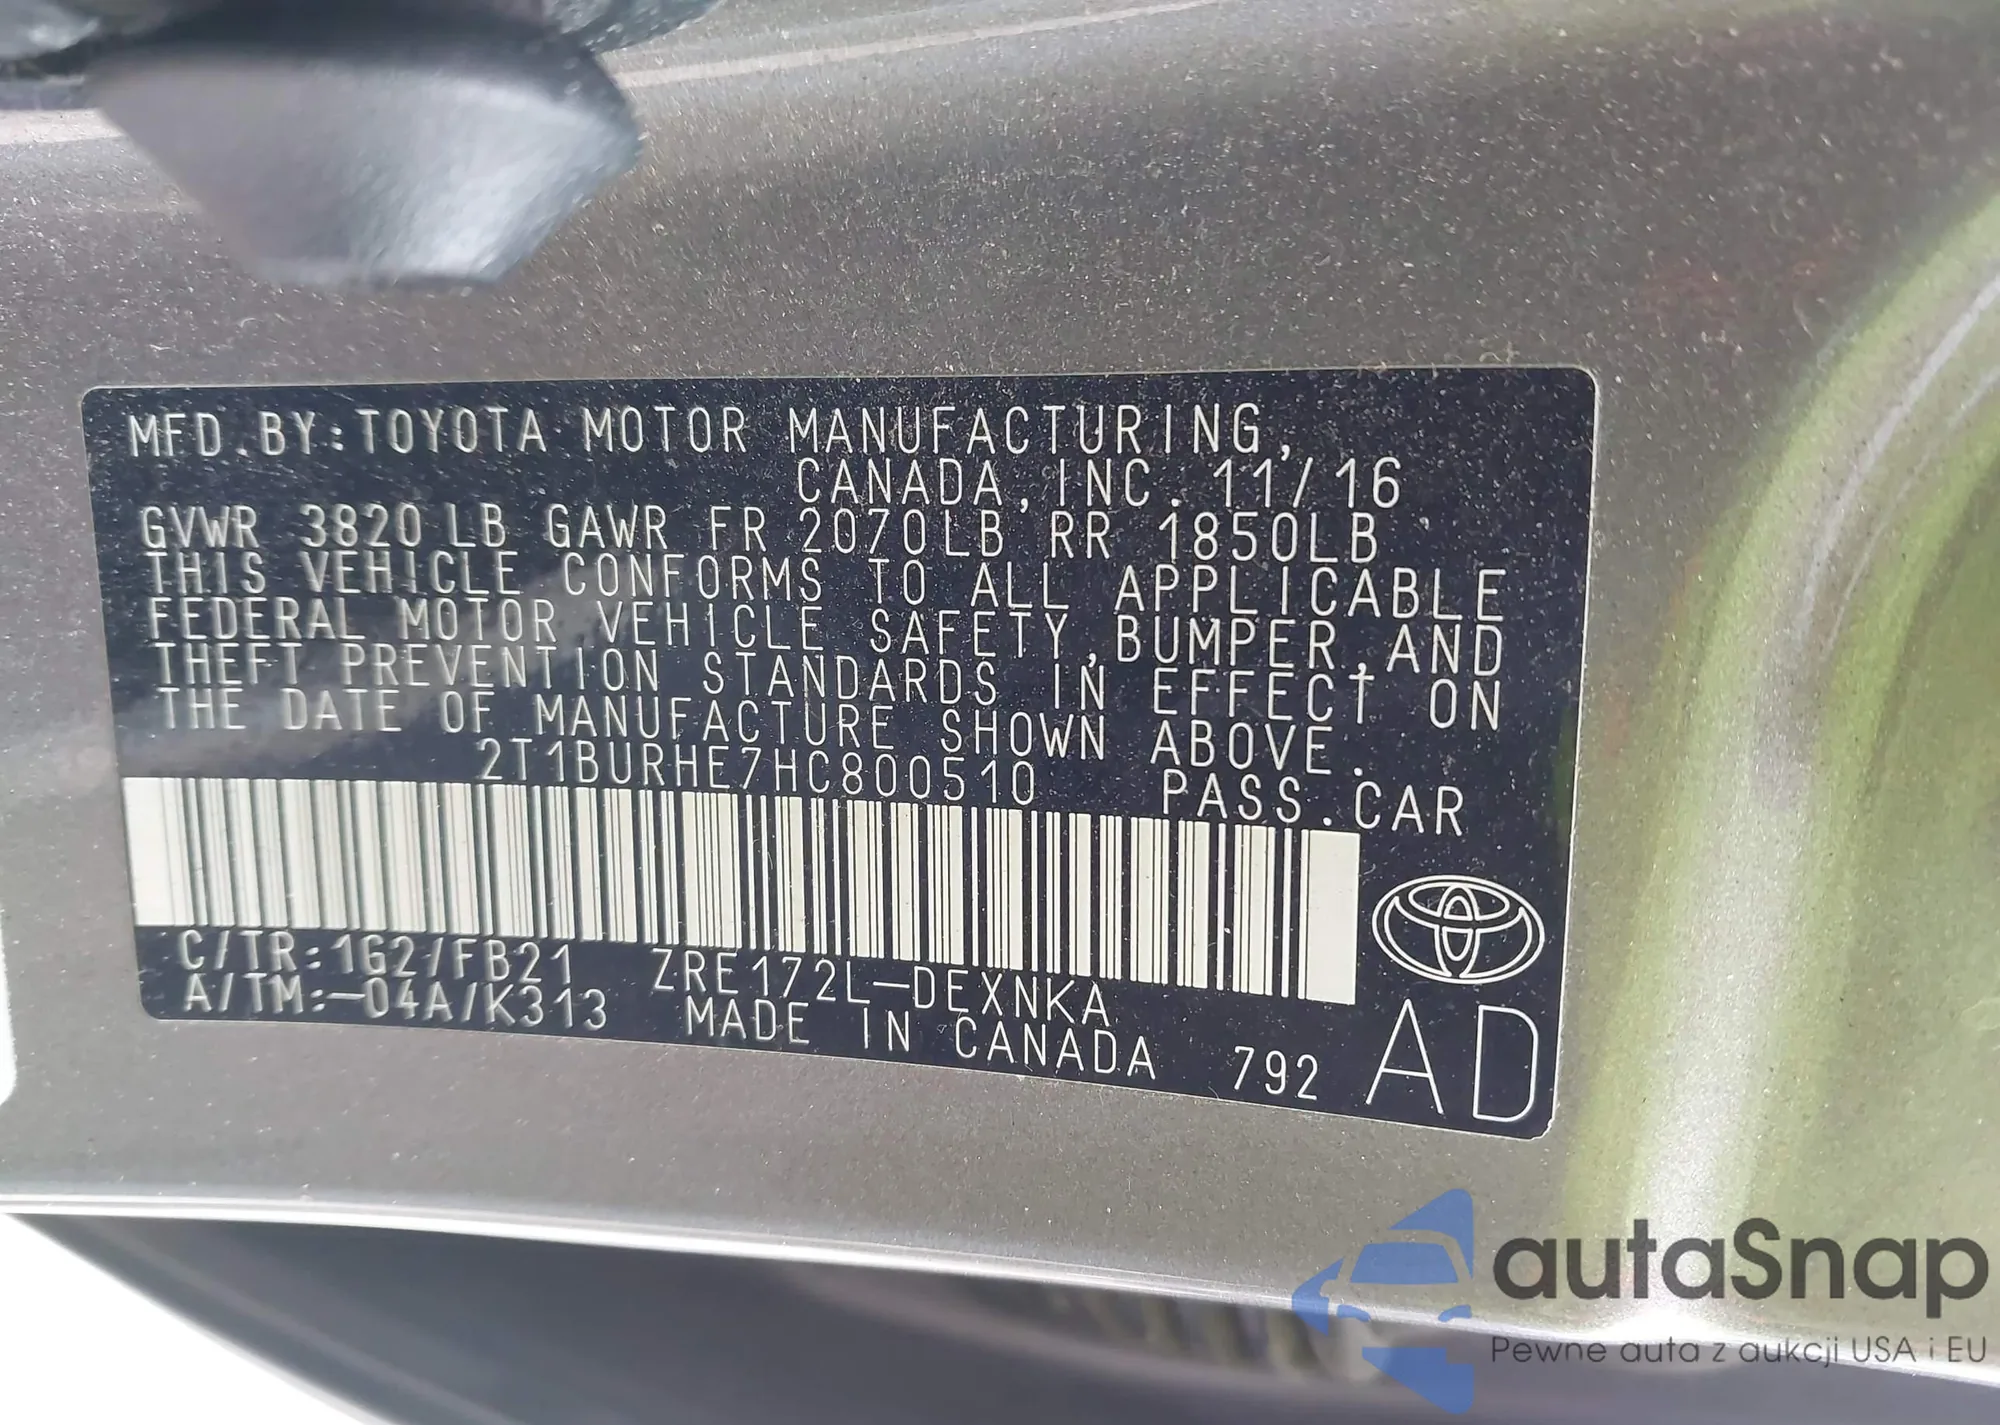 MFD.BY:TOYOTA MOTOR MANUFACTURING,
CANADA,INC. 11/16
GVWR 3820LB GAWR FR 2070LB RR 1850LB
THIS VEHICLE CONFORMS TO ALL APPLICABLE
FEDERAL MOTOR VEHICLE SAFETY,BUMPER,AND
THEFT PREVENTION STANDARDS IN EFFECT ON
THE DATE OF MANUFACTURE SHOWN ABOVE.
2T1BURHE7HC800510 PASS.CAR
C/TR:1G2/FB21 ZRE172L-DEXNKA
A/TM:-04A/K313 MADE IN CANADA 792 AD
autaSnap
Pewne auta z aukcji USA i EU